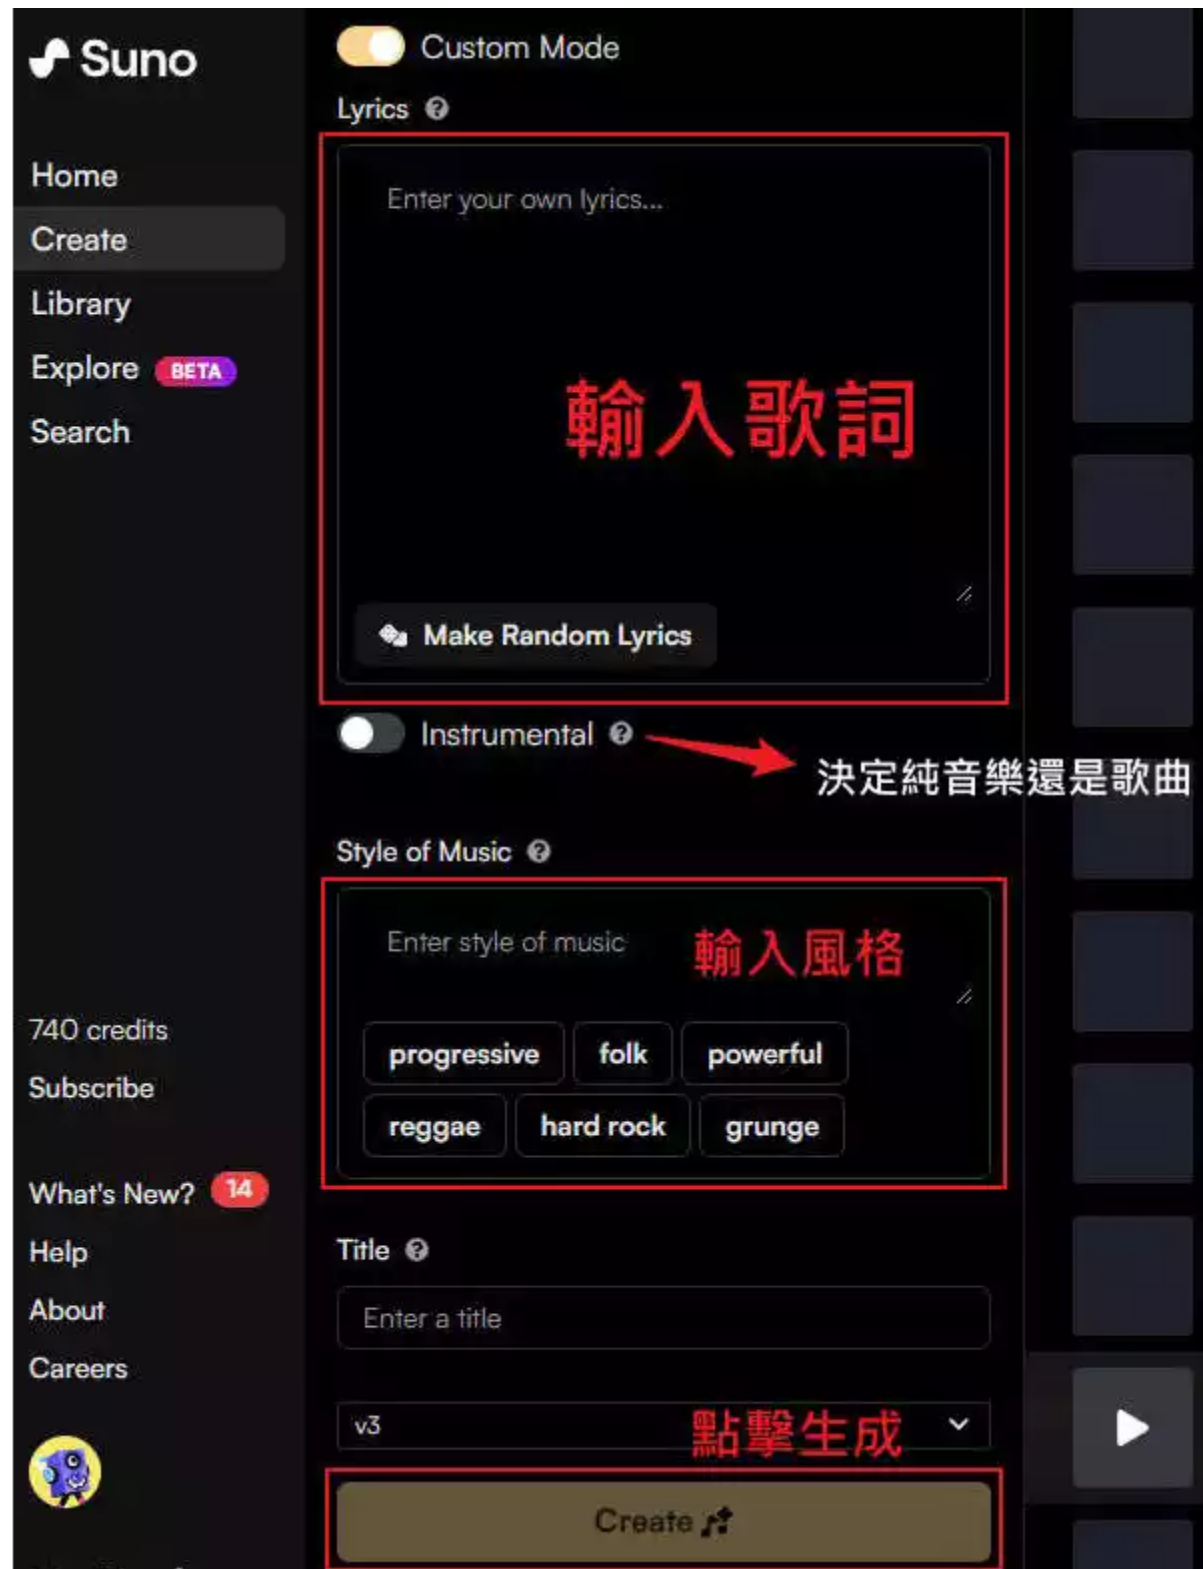 Suno
Home
Create
Library
Explore BETA
Search
740 credits
Subscribe
What's New? 14
Help
About
Careers
Custom Mode
Lyrics
Enter your own lyrics...
輸入歌詞
Make Random Lyrics
Instrumental
決定純音樂還是歌曲
Style of Music
Enter style of music 輸入風格
progressive folk powerful
reggae hard rock grunge
Title
Enter a title
v3 點擊生成
Create